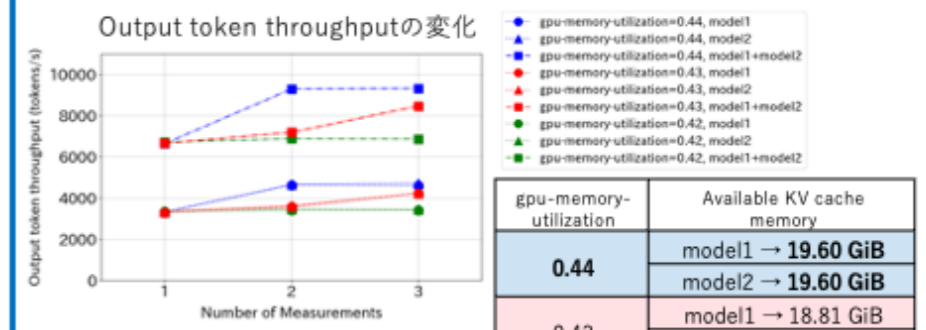 Output token throughputの変化
Output token throughput (tokens/s)
10000
8000
6000
4000
2000
0
1
2
3
Number of Measurements
gpu-memory-utilization=0.44, model1
gpu-memory-utilization=0.44, model2
gpu-memory-utilization=0.44, model1+model2
gpu-memory-utilization=0.43, model1
gpu-memory-utilization=0.43, model2
gpu-memory-utilization=0.43, model1+model2
gpu-memory-utilization=0.42, model1
gpu-memory-utilization=0.42, model2
gpu-memory-utilization=0.42, model1+model2
gpu-memory-
utilization
Available KV cache
memory
0.44
model1 → 19.60 GiB
model2 → 19.60 GiB
model1 → 18.81 GiB